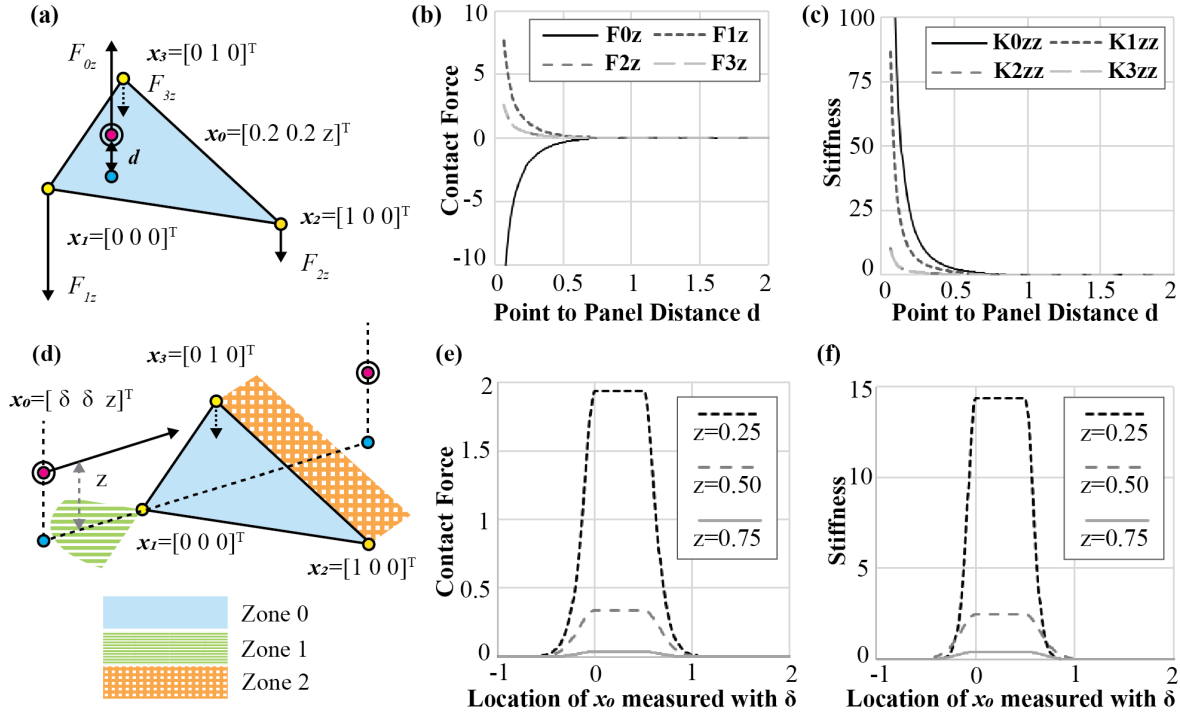 (a)
F0z
x3=[0 1 0]T
F3z
x0=[0.2 0.2 z]T
d
x2=[1 0 0]T
x1=[0 0 0]T
F2z
F1z
(b)
F0z F1z
F2z F3z
Contact Force
10
5
0
-5
-10
0 0.5 1 1.5 2
Point to Panel Distance d
(c)
K0zz K1zz
K2zz K3zz
Stiffness
100
75
50
25
0
0 0.5 1 1.5 2
Point to Panel Distance d
(d)
x3=[0 1 0]T
x0=[ δ δ z]T
z
x1=[0 0 0]T
x2=[1 0 0]T
Zone 0
Zone 1
Zone 2
(e)
Contact Force
2
1.5
1
0.5
0
-1 0 1 2
z=0.25
z=0.50
z=0.75
Location of x0 measured with δ
(f)
Stiffness
15
10
5
0
-1 0 1 2
z=0.25
z=0.50
z=0.75
Location of x0 measured with δ